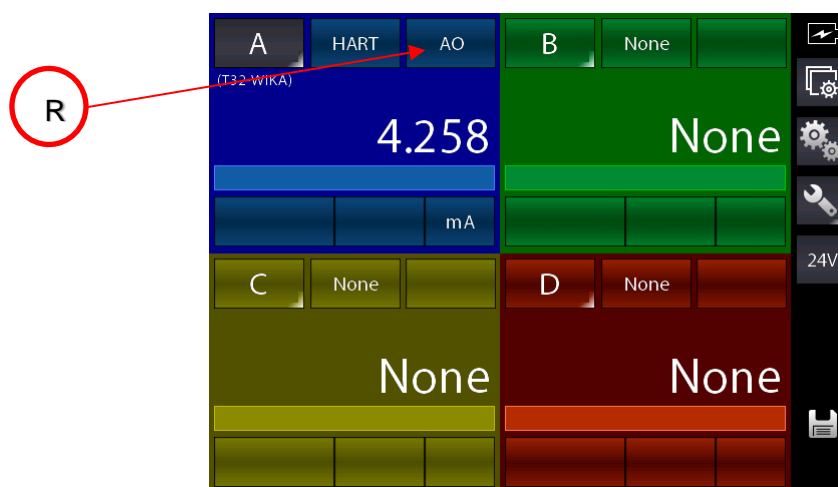 R
A HART AO
(T32-WIKA)
4.258
mA
B None
None
C None
None
D None
None
24V